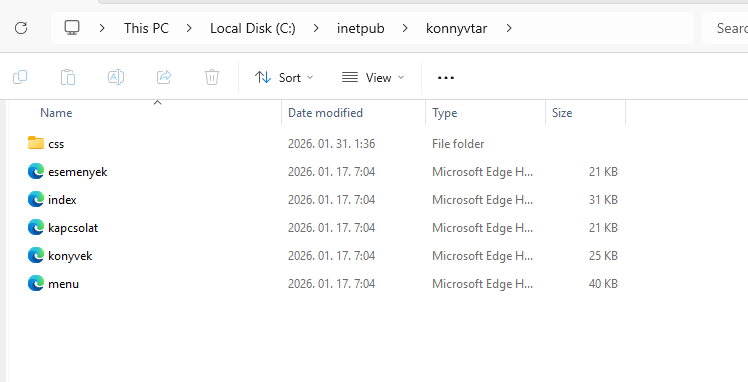 This PC > Local Disk (C:) > inetpub > konnyvtar > Searc
Sort View
Name Date modified Type Size
css 2026. 01. 31. 1:36 File folder
esemenyek 2026. 01. 17. 7:04 Microsoft Edge H... 21 KB
index 2026. 01. 17. 7:04 Microsoft Edge H... 31 KB
kapcsolat 2026. 01. 17. 7:04 Microsoft Edge H... 21 KB
konyvek 2026. 01. 17. 7:04 Microsoft Edge H... 25 KB
menu 2026. 01. 17. 7:04 Microsoft Edge H... 40 KB